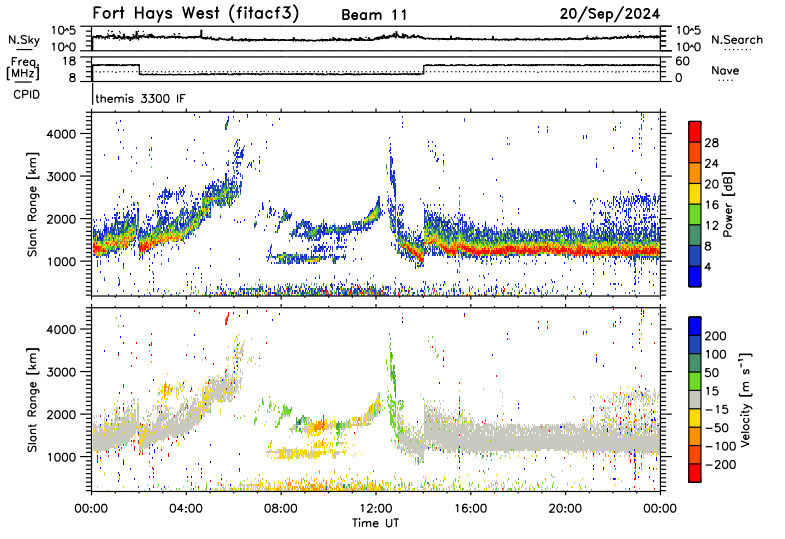 Fort Hays West (fitacf3) Beam 11 20/Sep/2024
N.Sky 10^5 10^0 10^5 10^0 N.Search
Freq. [MHz] 18 8 60 0 Nave
CPID themis 3300 IF
Slant Range [km] 4000 3000 2000 1000
28 24 20 16 12 8 4 Power [dB]
Slant Range [km] 4000 3000 2000 1000
200 100 50 15 −15 −50 −100 −200 Velocity [m s⁻¹]
00:00 04:00 08:00 12:00 16:00 20:00 00:00
Time UT